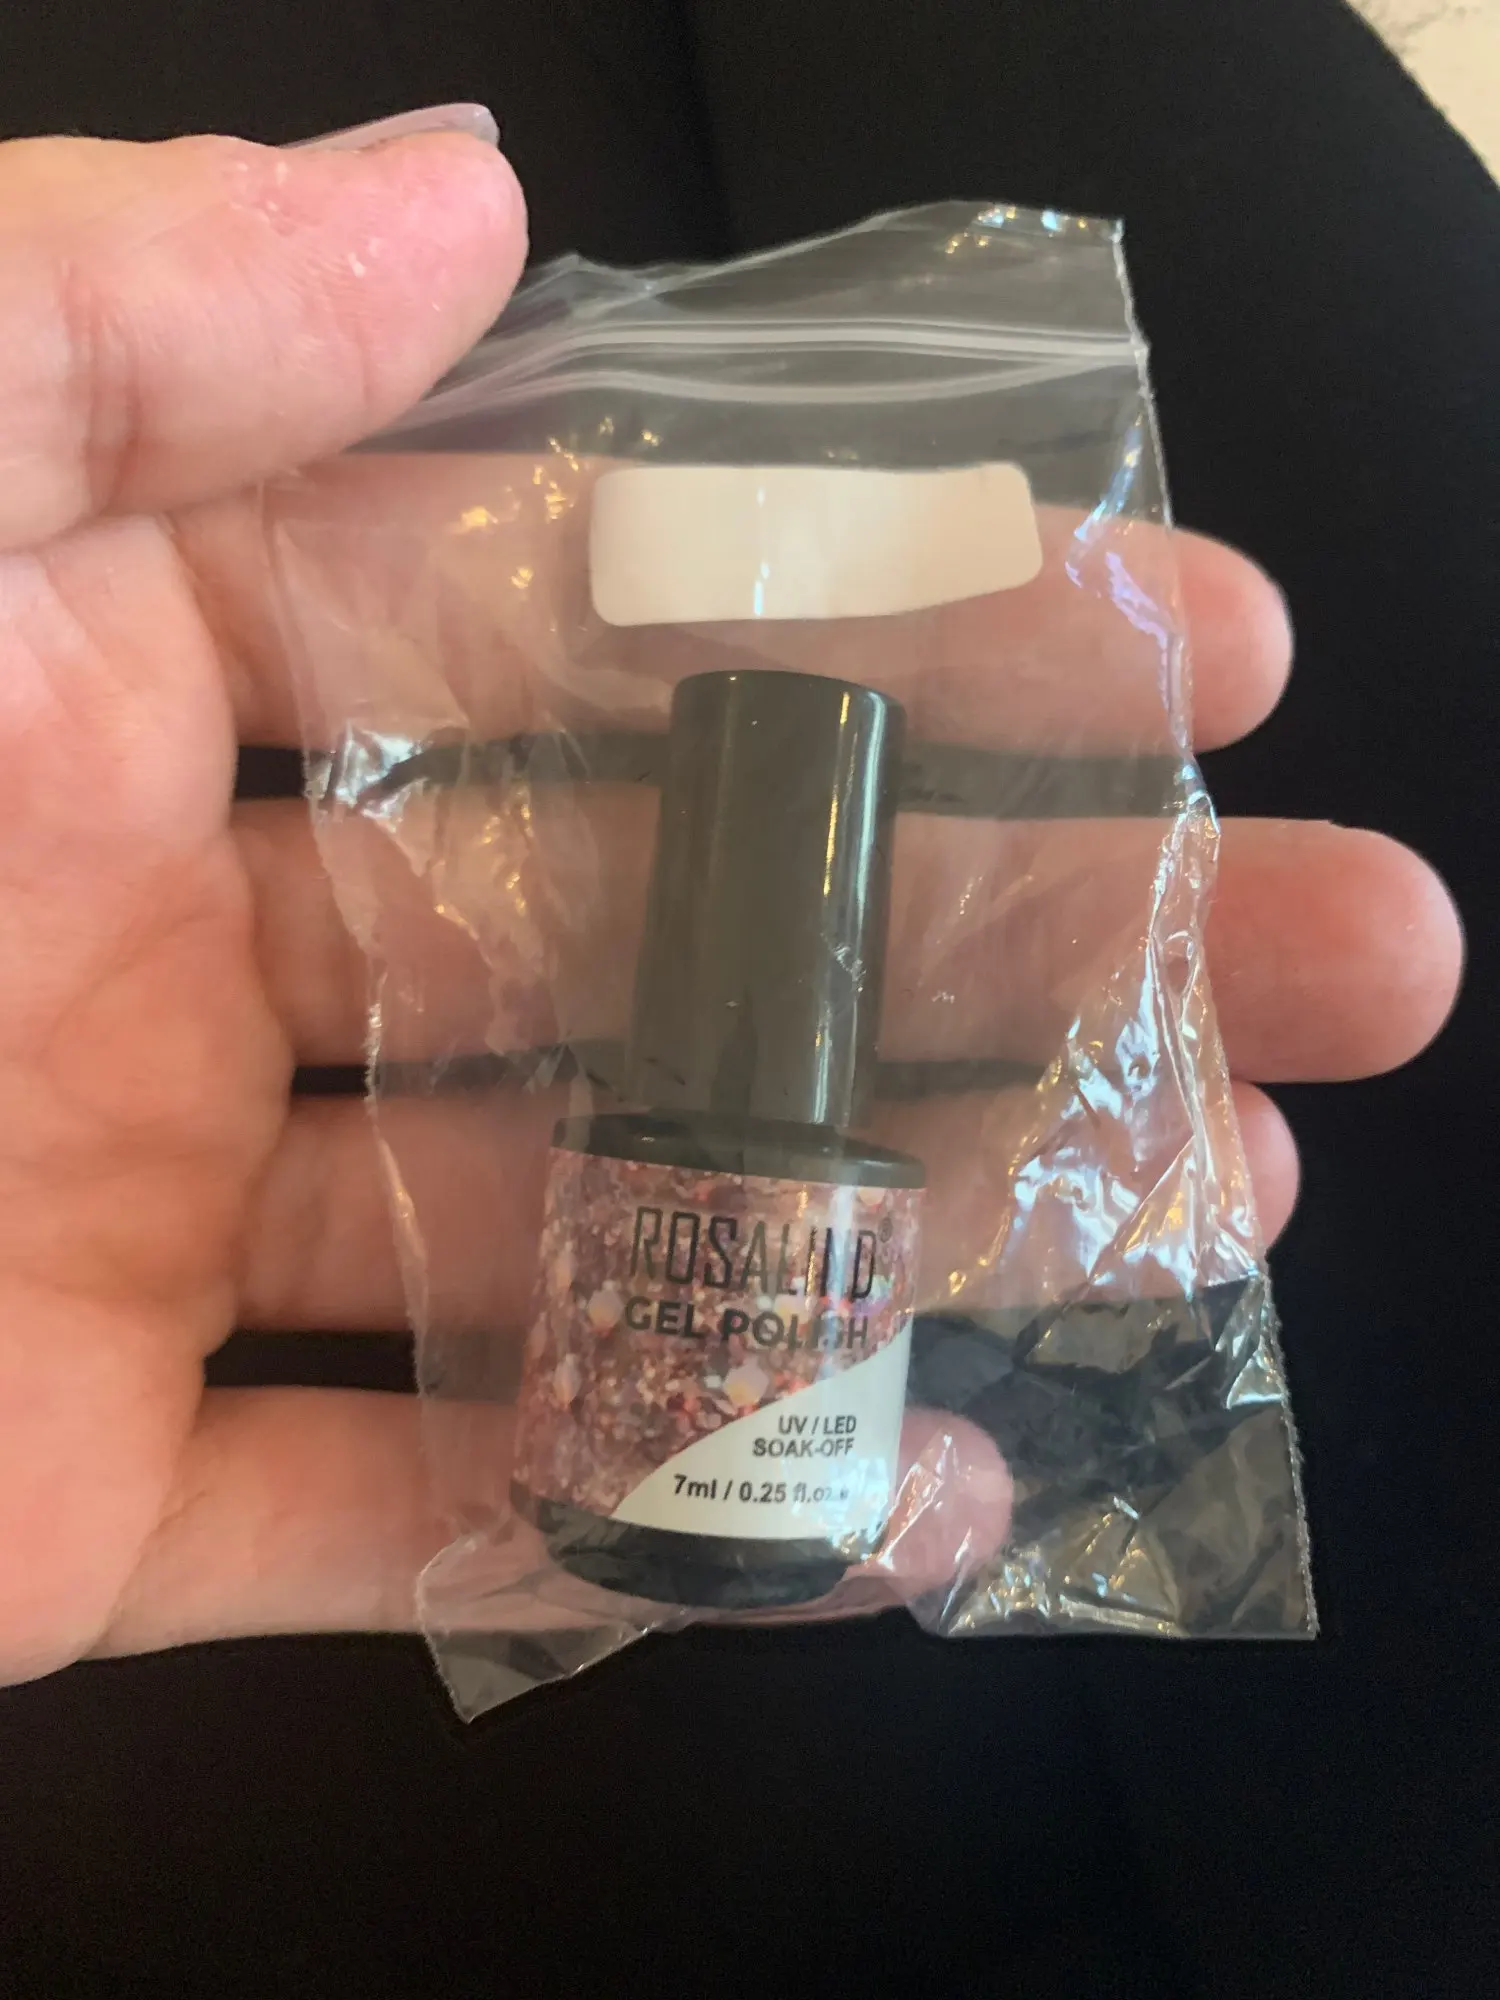 ROSALIND®
GEL POLISH
UV / LED
SOAK-OFF
7ml / 0.25 fl.oz.e